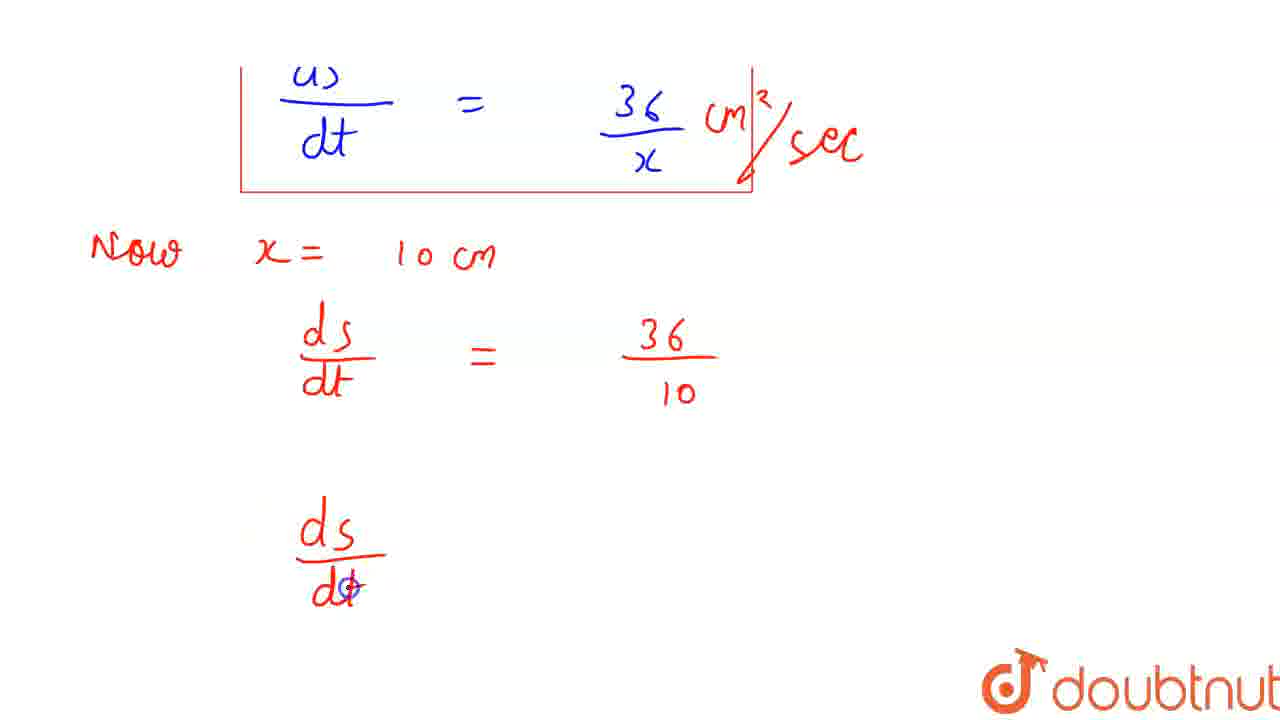 dt = 36/x cm²/sec
Now x = 10 cm
ds/dt = 36/10
ds/dt
doubtnut